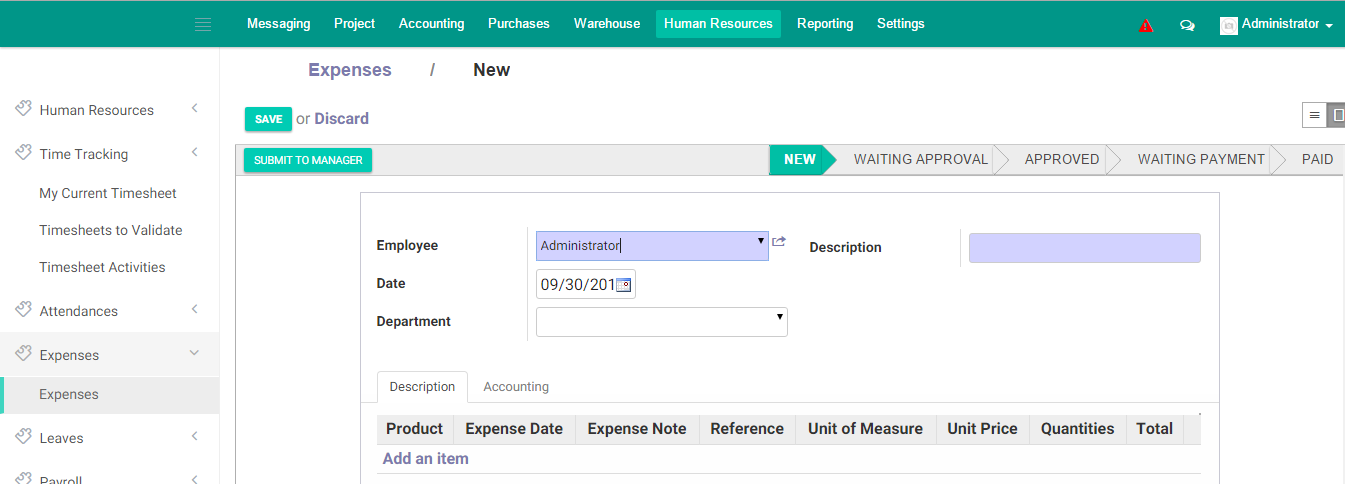 Messaging Project Accounting Purchases Warehouse Human Resources Reporting Settings Administrator
Expenses / New
SAVE or Discard
SUBMIT TO MANAGER NEW WAITING APPROVAL APPROVED WAITING PAYMENT PAID
Human Resources
Time Tracking
My Current Timesheet
Timesheets to Validate
Timesheet Activities
Attendances
Expenses
Expenses
Leaves
Payroll
Employee Administrator Description
Date 09/30/201
Department
Description Accounting
Product Expense Date Expense Note Reference Unit of Measure Unit Price Quantities Total
Add an item